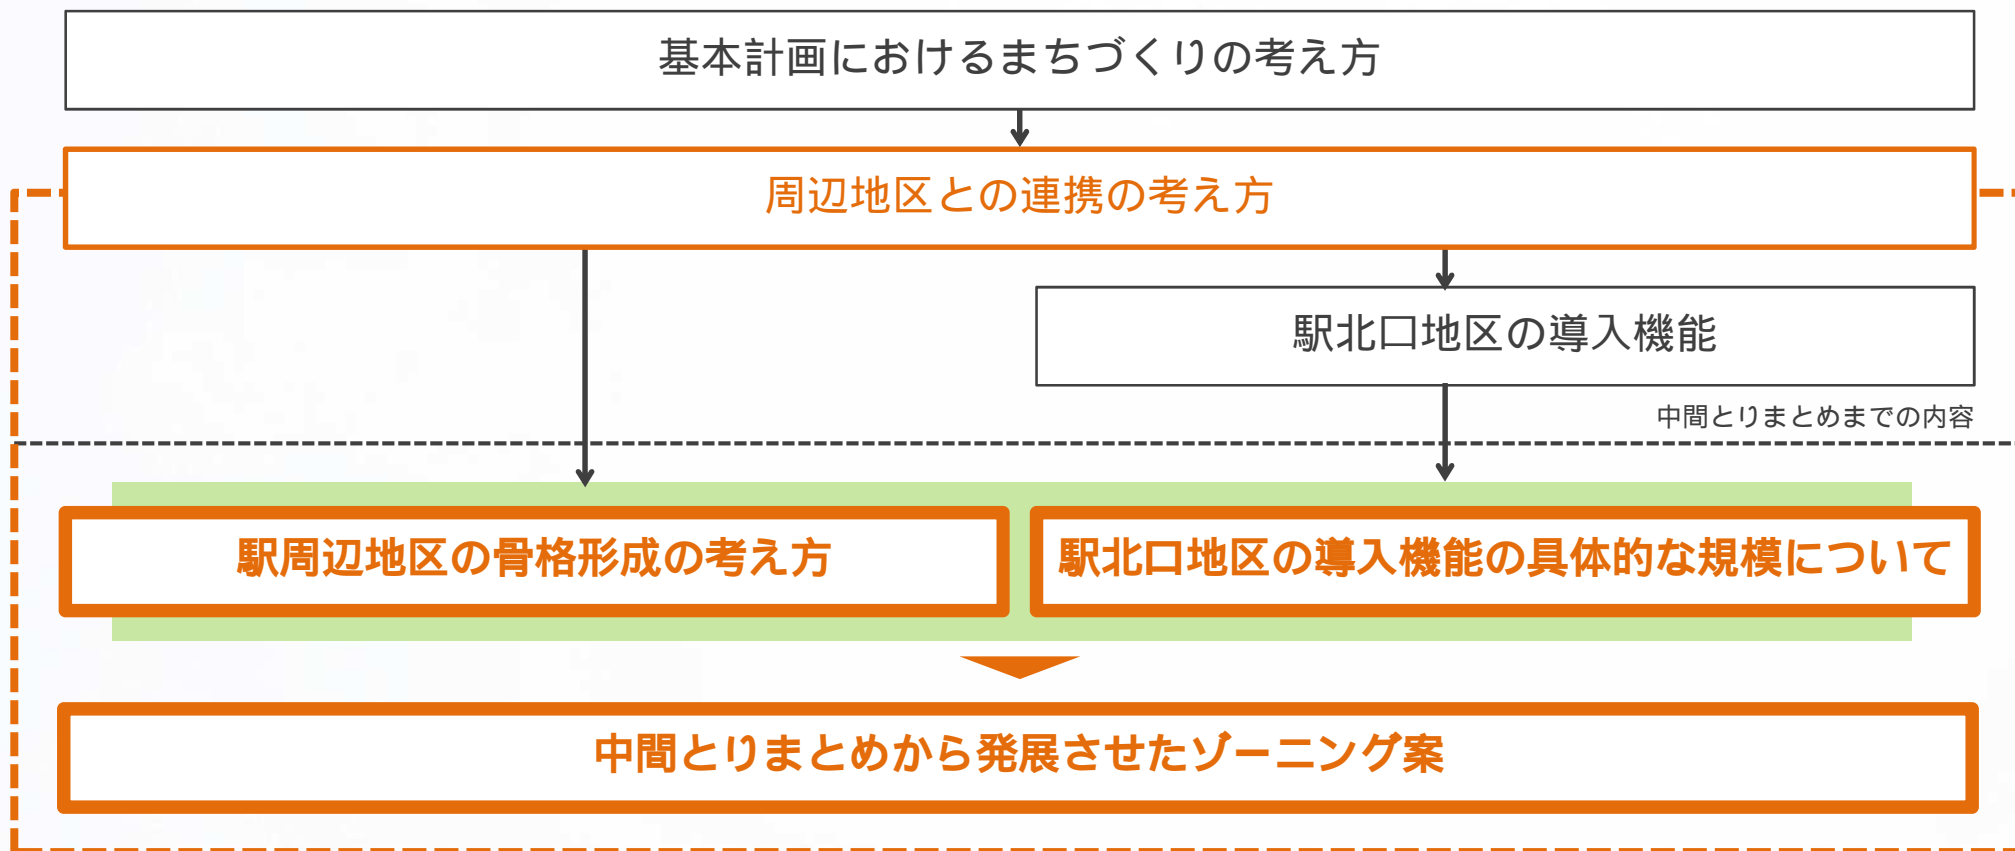 基本計画におけるまちづくりの考え方
周辺地区との連携の考え方
駅北口地区の導入機能
中間とりまとめまでの内容
駅周辺地区の骨格形成の考え方
駅北口地区の導入機能の具体的な規模について
中間とりまとめから発展させたゾーニング案